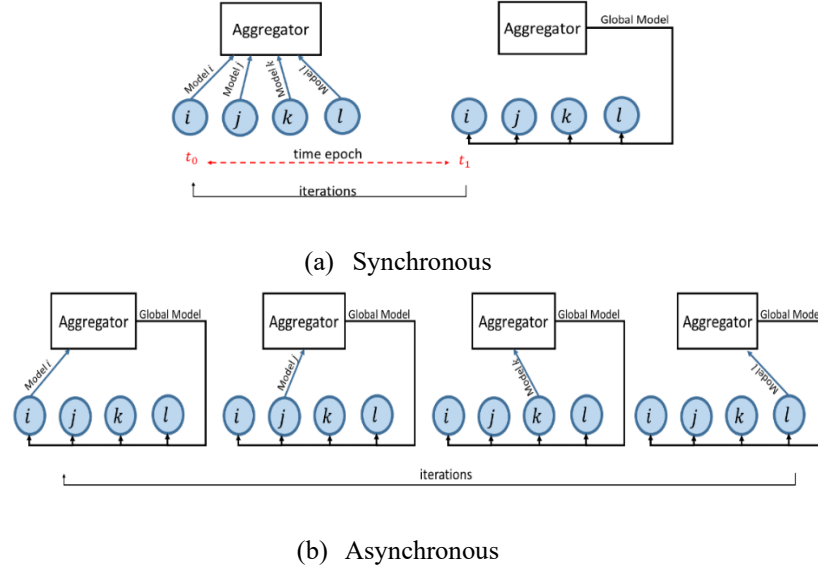 Aggregator
Aggregator
Global Model
Model i
Model j
Model k
Model l
i
j
k
l
i
j
k
l
t0
time epoch
t1
iterations
(a) Synchronous
Aggregator
Global Model
Aggregator
Global Model
Aggregator
Global Model
Aggregator
Global Model
Model i
Model j
Model k
Model l
i
j
k
l
i
j
k
l
i
j
k
l
i
j
k
l
iterations
(b) Asynchronous